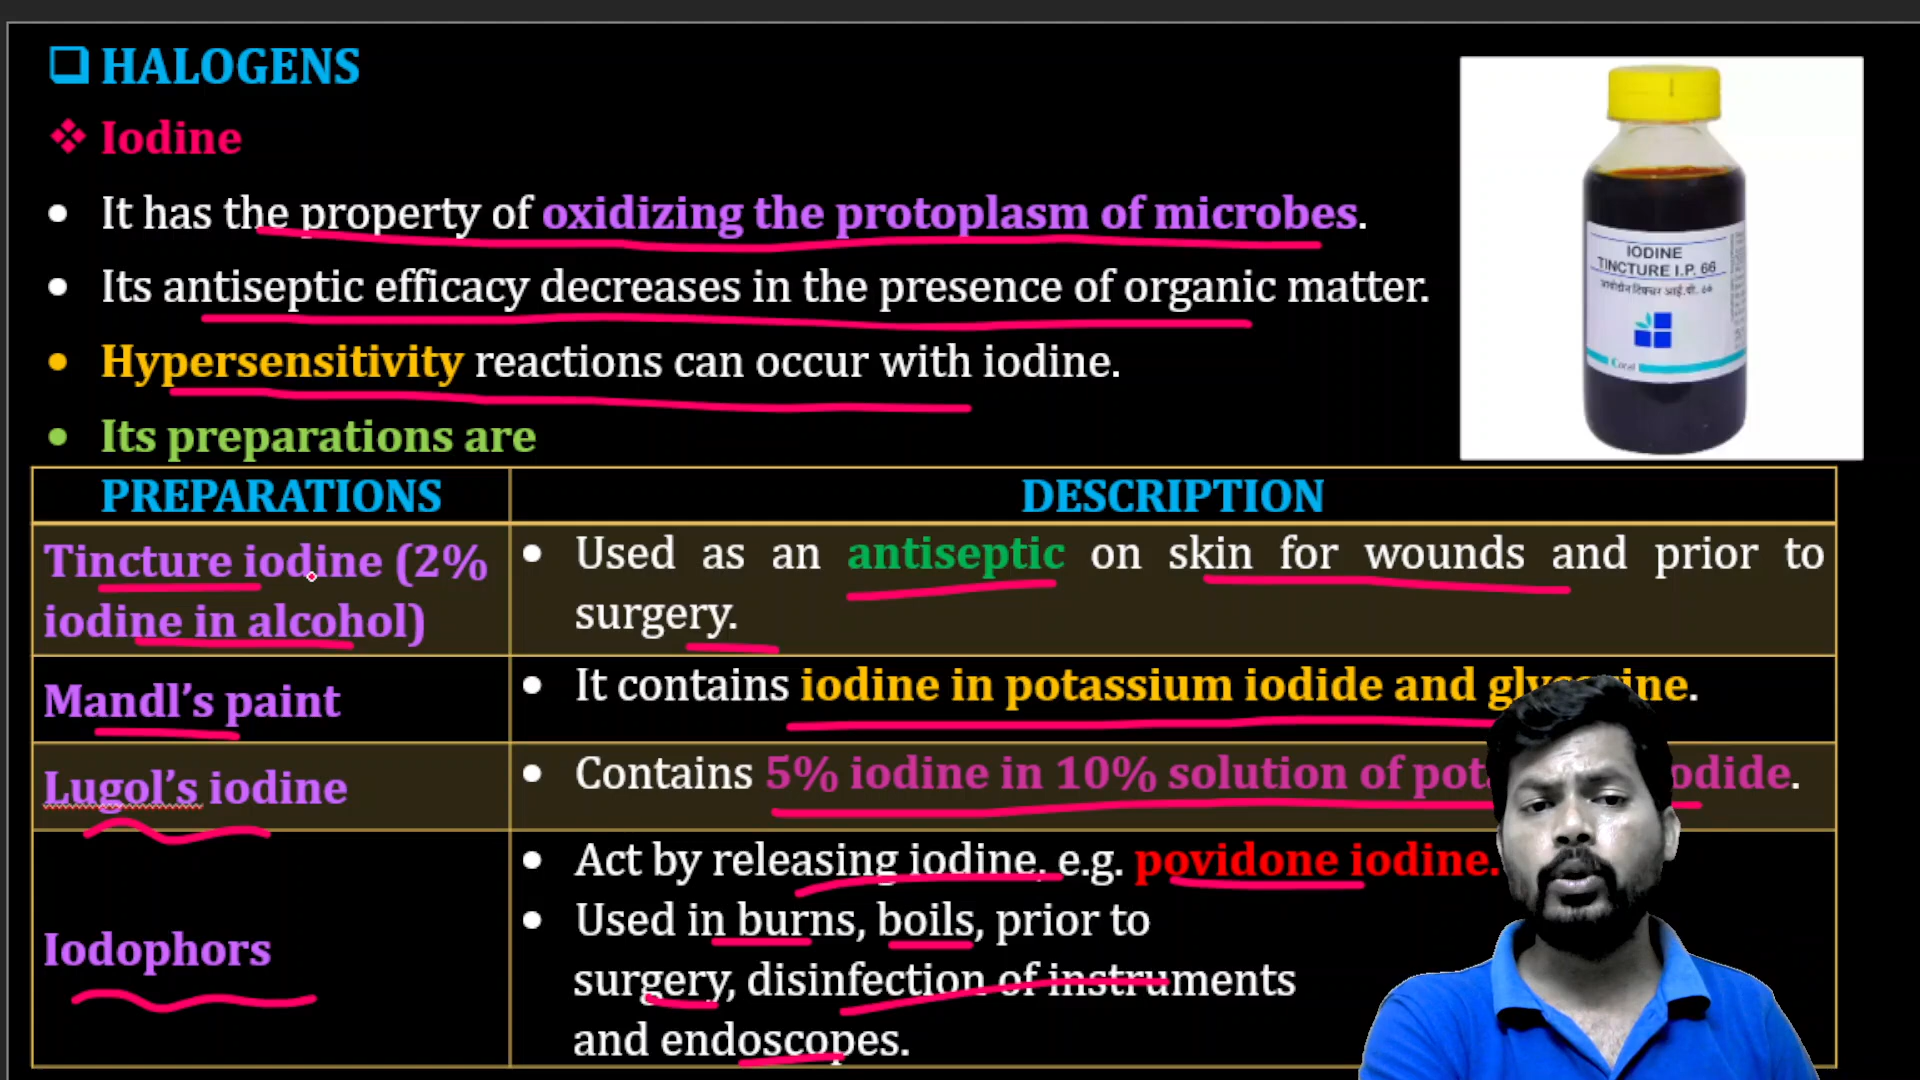 HALOGENS
Iodine
It has the property of oxidizing the protoplasm of microbes.
Its antiseptic efficacy decreases in the presence of organic matter.
Hypersensitivity reactions can occur with iodine.
Its preparations are
IODINE
TINCTURE I.P. 66
PREPARATIONS
DESCRIPTION
Tincture iodine (2%
iodine in alcohol)
Used as an antiseptic on skin for wounds and prior to
surgery.
Mandl's paint
It contains iodine in potassium iodide and
Lugol's iodine
Contains 5% iodine in 10% solution of
Iodophors
Act by releasing iodine, e.g. povidone iodine.
Used in burns, boils, prior to
surgery, disinfection of instruments
and endoscopes.